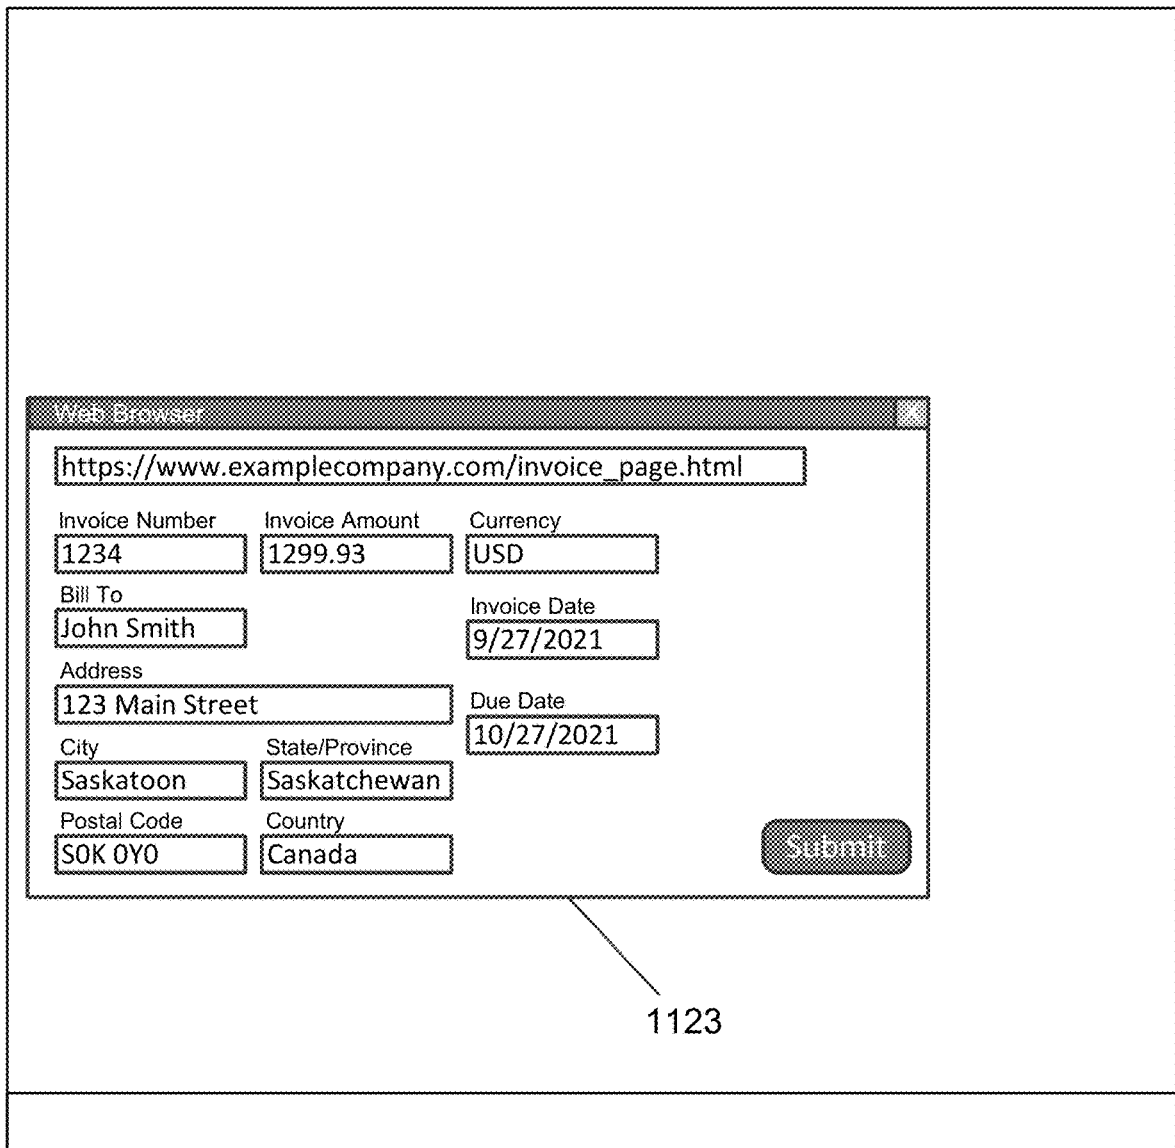 Web Browser X
https://www.examplecompany.com/invoice_page.html
Invoice Number Invoice Amount Currency
1234 1299.93 USD
Bill To
John Smith
Invoice Date
9/27/2021
Address
123 Main Street
Due Date
10/27/2021
City State/Province
Saskatoon Saskatchewan
Postal Code Country
S0K 0Y0 Canada
Submit
1123